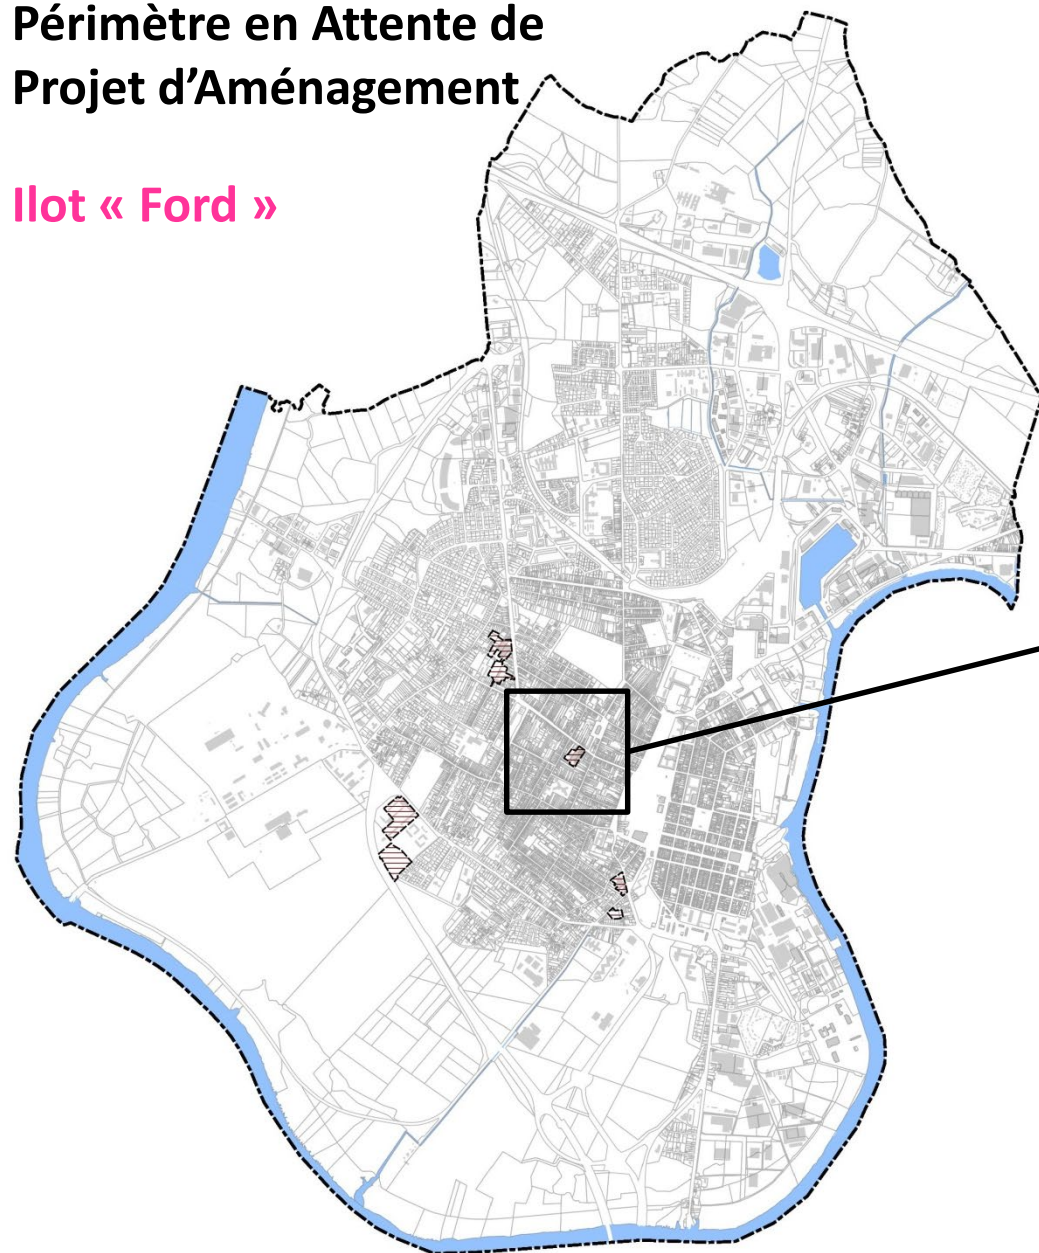 Périmètre en Attente de
Projet d’Aménagement
Ilot « Ford »